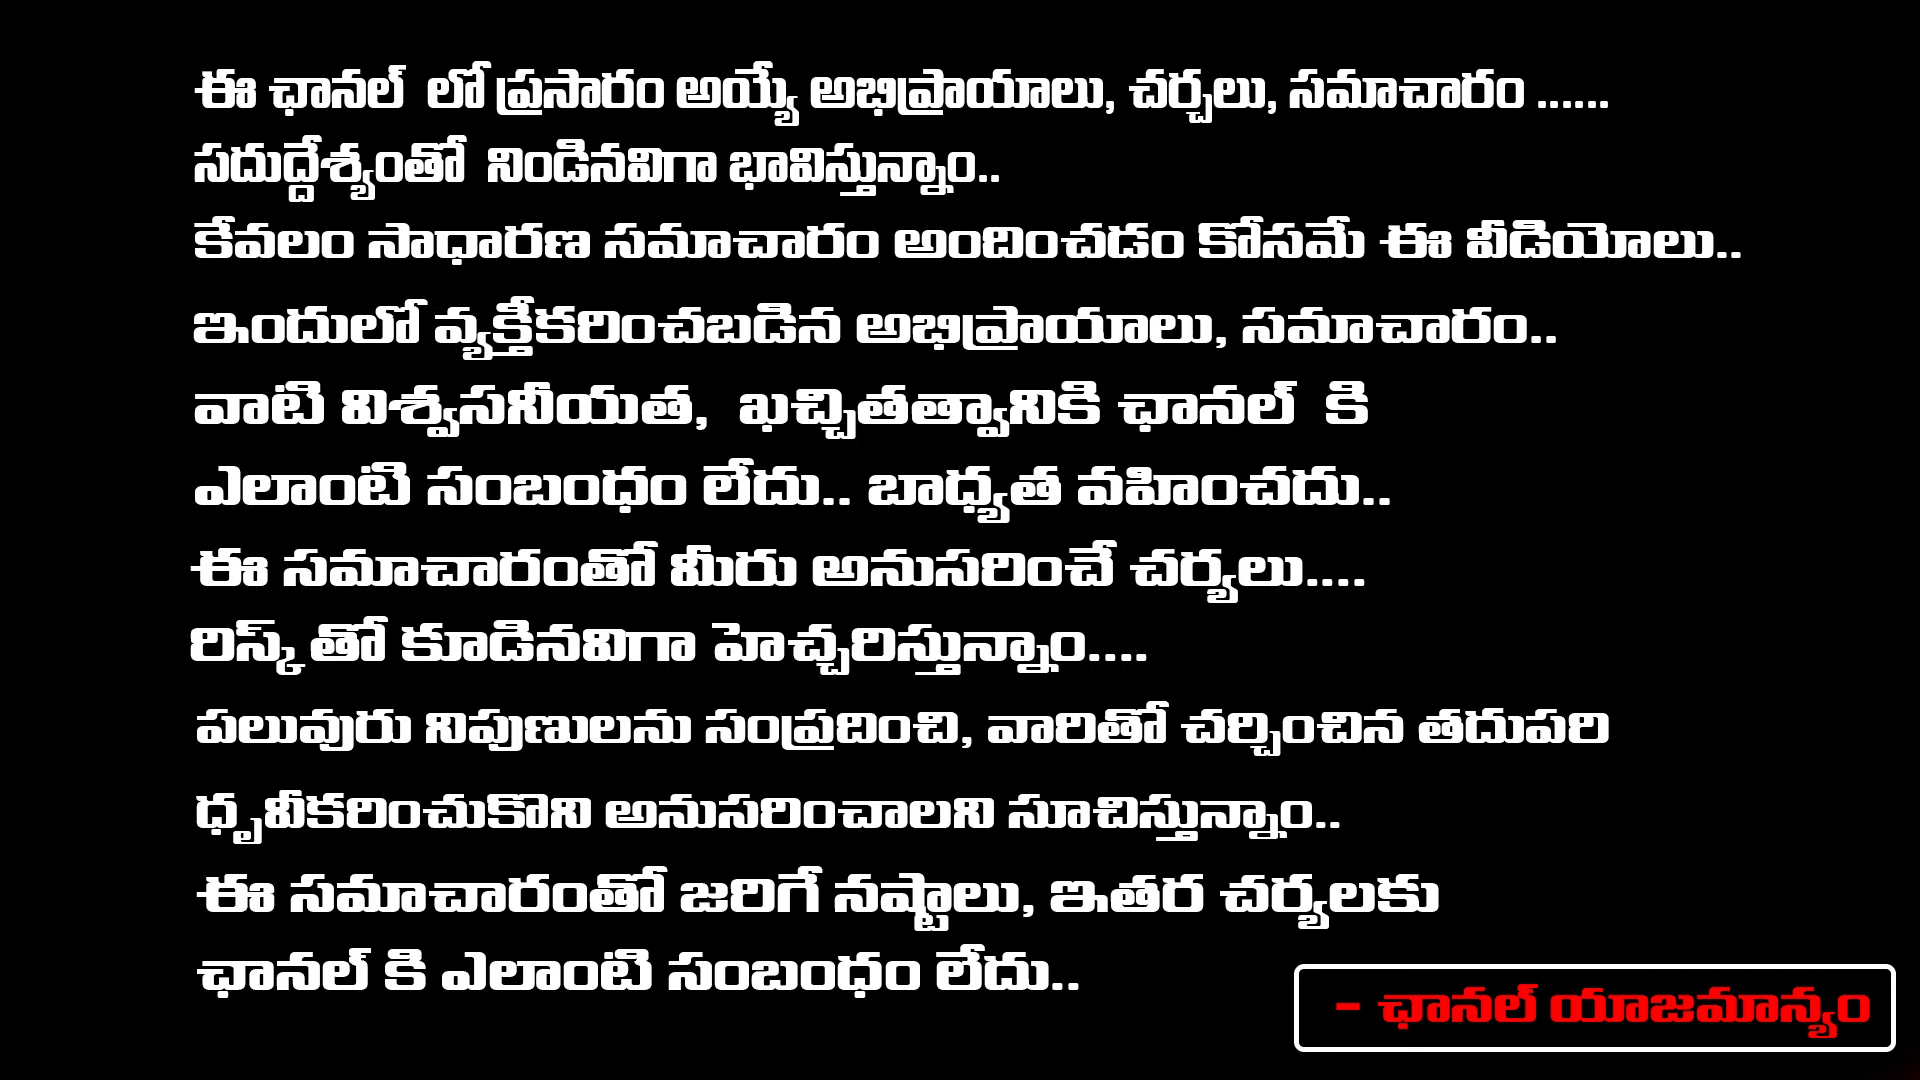 ఈ ఛానల్ లో ప్రసారం అయ్యే అభిప్రాయాలు, చర్చలు, సమాచారం ......
సదుద్దేశ్యంతో నిండినవిగా భావిస్తున్నాం..
కేవలం సాధారణ సమాచారం అందించడం కోసమే ఈ వీడియోలు..
ఇందులో వ్యక్తీకరించబడిన అభిప్రాయాలు, సమాచారం..
వాటి విశ్వసనీయత, ఖచ్చితత్వానికి ఛానల్ కి
ఎలాంటి సంబంధం లేదు.. బాధ్యత వహించదు..
ఈ సమాచారంతో మీరు అనుసరించే చర్యలు....
రిస్క్ తో కూడినవిగా హెచ్చరిస్తున్నాం....
పలువురు నిపుణులను సంప్రదించి, వారితో చర్చించిన తదుపరి
ధృవీకరించుకొని అనుసరించాలని సూచిస్తున్నాం..
ఈ సమాచారంతో జరిగే నష్టాలు, ఇతర చర్యలకు
ఛానల్ కి ఎలాంటి సంబంధం లేదు..
- ఛానల్ యాజమాన్యం